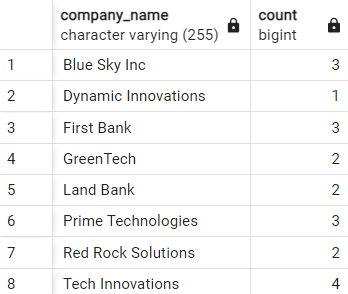 company_name count
character varying (255) bigint
1 Blue Sky Inc 3
2 Dynamic Innovations 1
3 First Bank 3
4 GreenTech 2
5 Land Bank 2
6 Prime Technologies 3
7 Red Rock Solutions 2
8 Tech Innovations 4